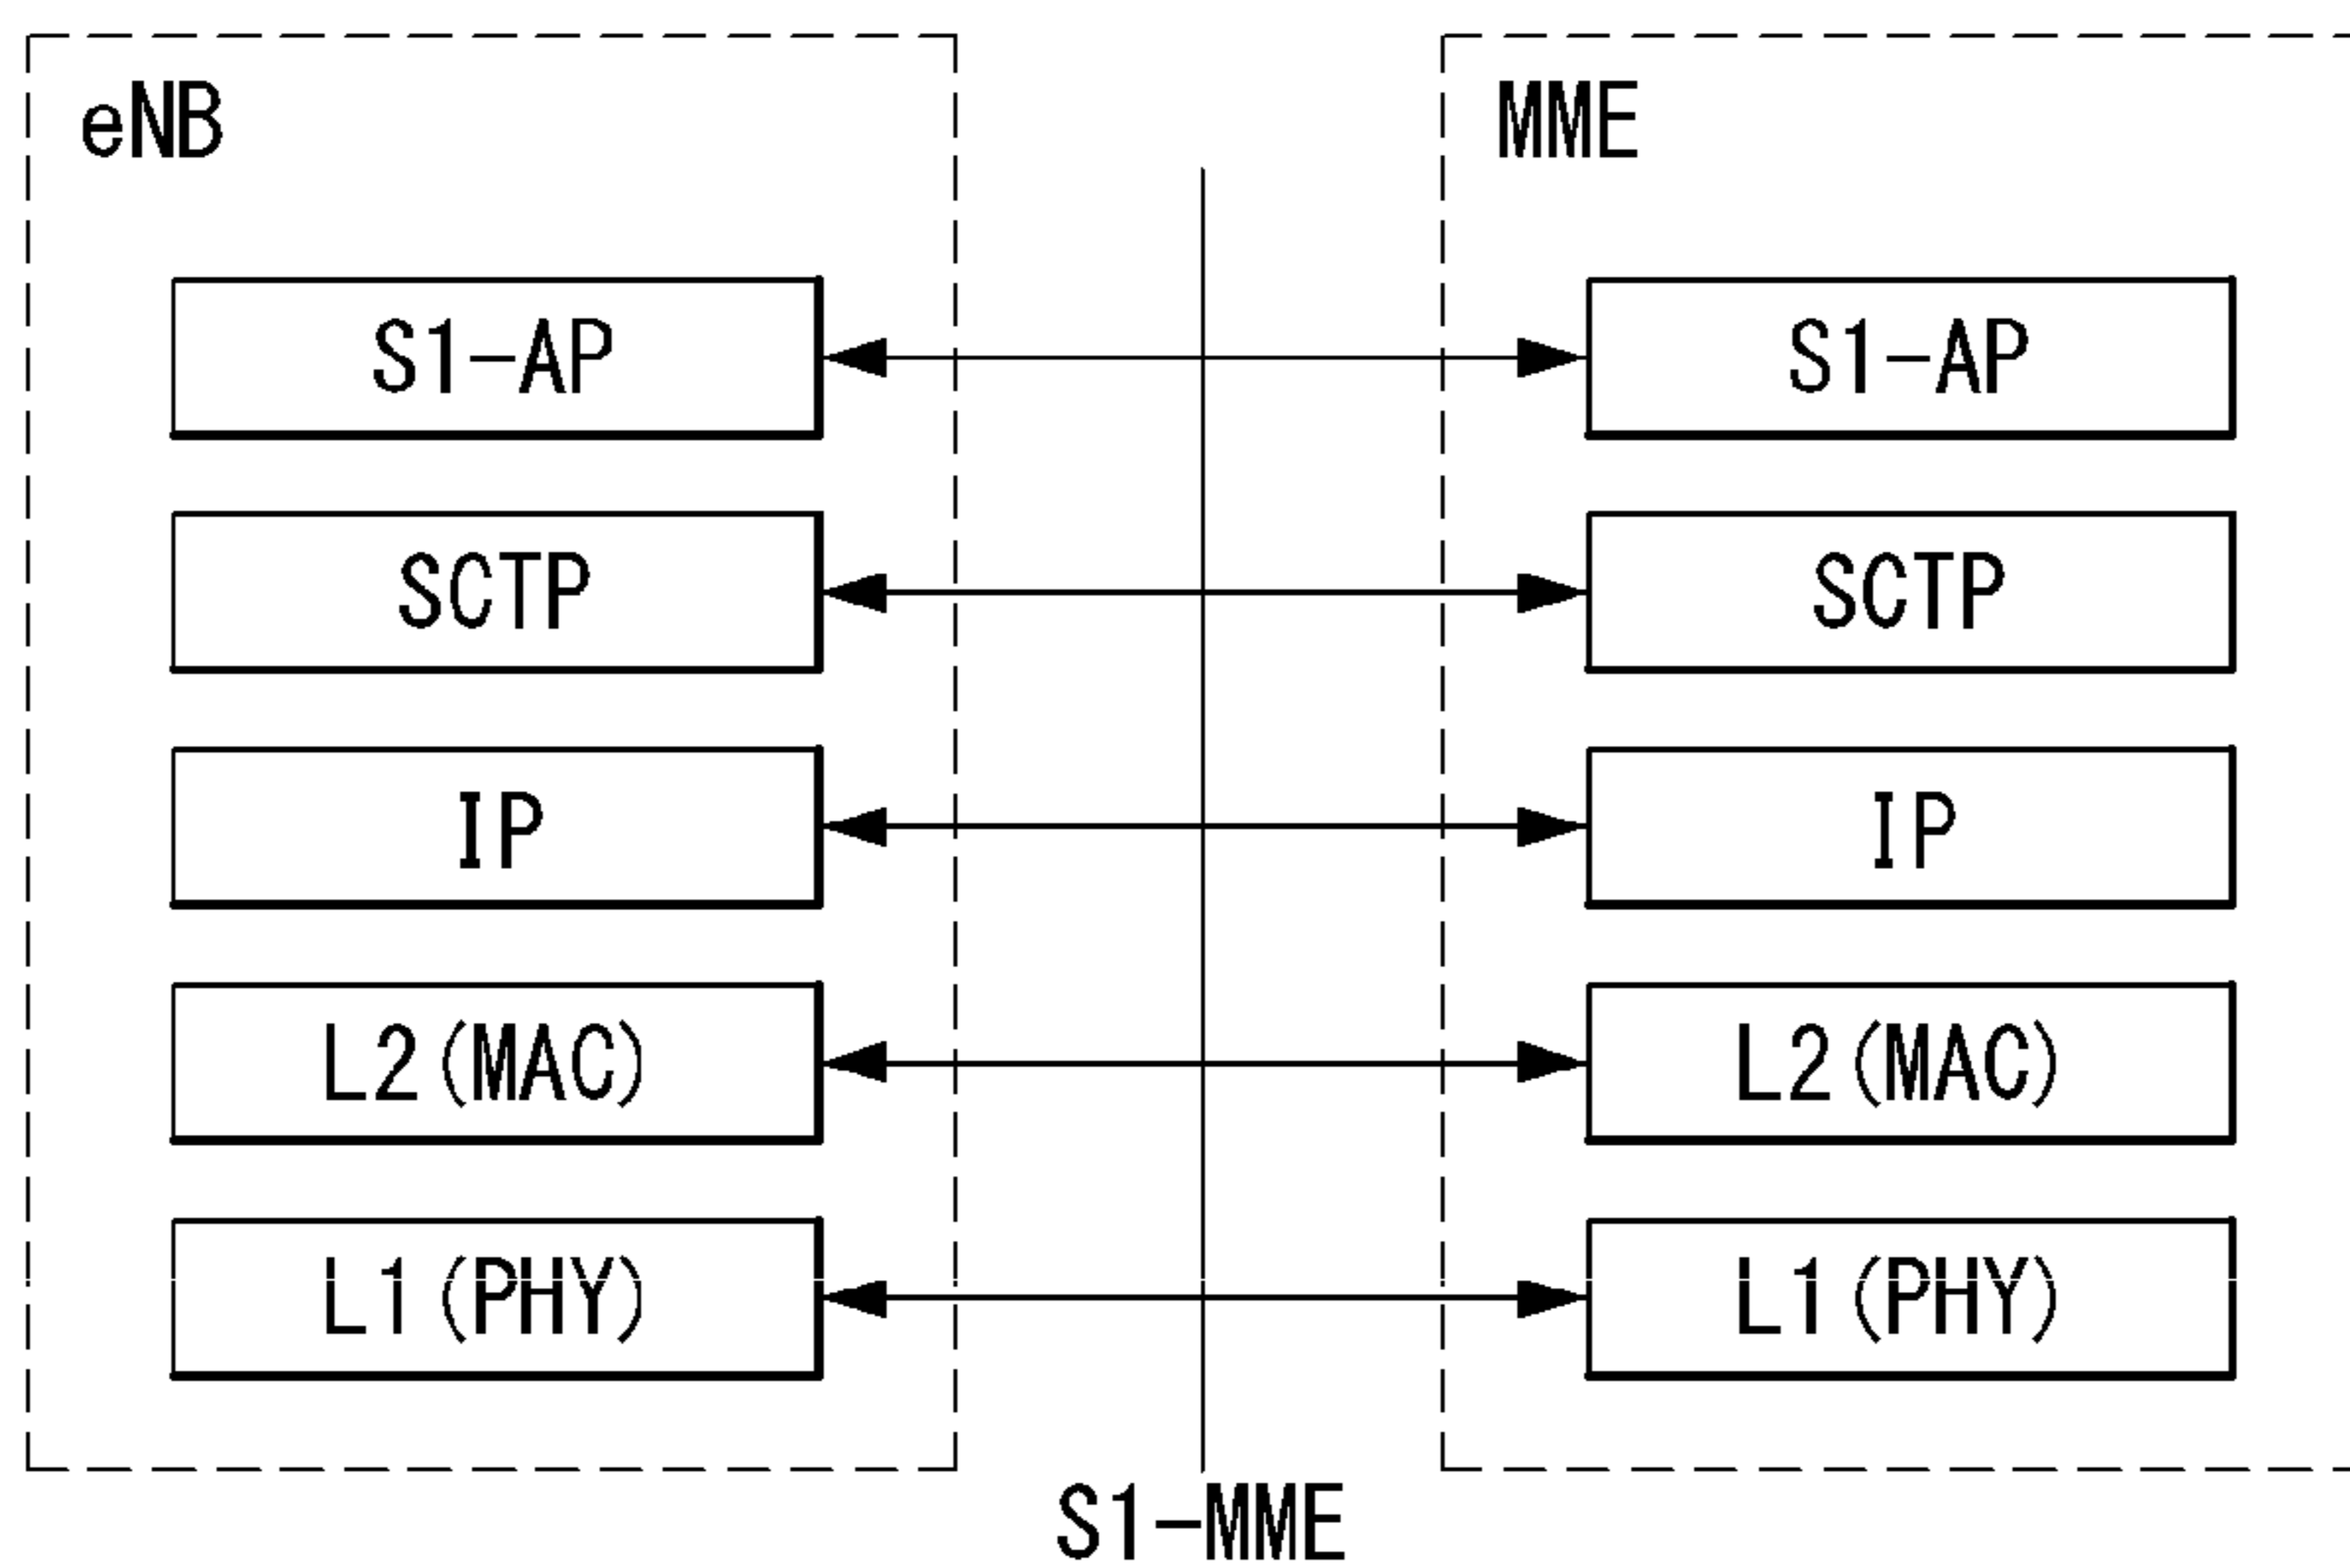 eNB
MME
S1-AP
S1-AP
SCTP
SCTP
IP
IP
L2(MAC)
L2(MAC)
L1(PHY)
L1(PHY)
S1-MME